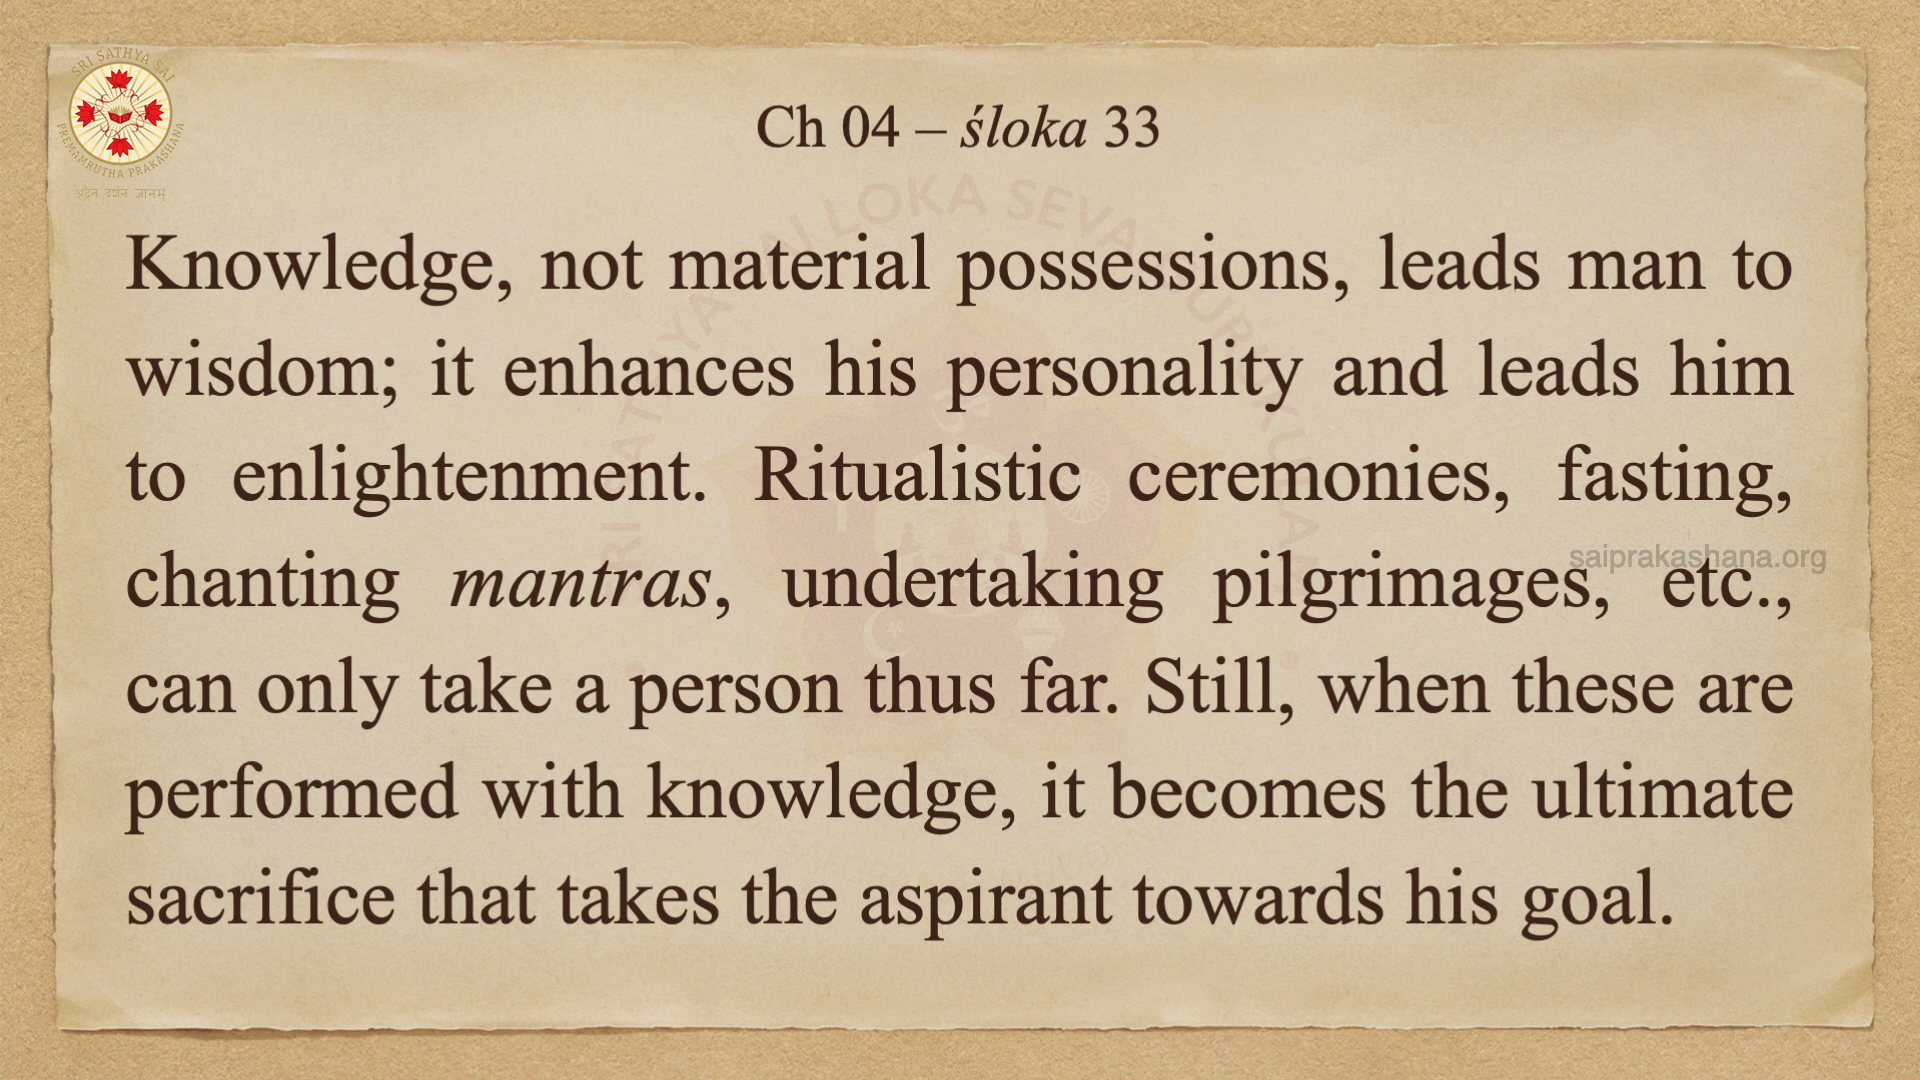 SRI SATHYA SAI
PREMAMRUTHA PRAKASHANA
Ch 04 – śloka 33
Knowledge, not material possessions, leads man to
wisdom; it enhances his personality and leads him
to enlightenment. Ritualistic ceremonies, fasting,
chanting mantras, undertaking pilgrimages, etc.,
can only take a person thus far. Still, when these are
performed with knowledge, it becomes the ultimate
sacrifice that takes the aspirant towards his goal.
saiprakashana.org